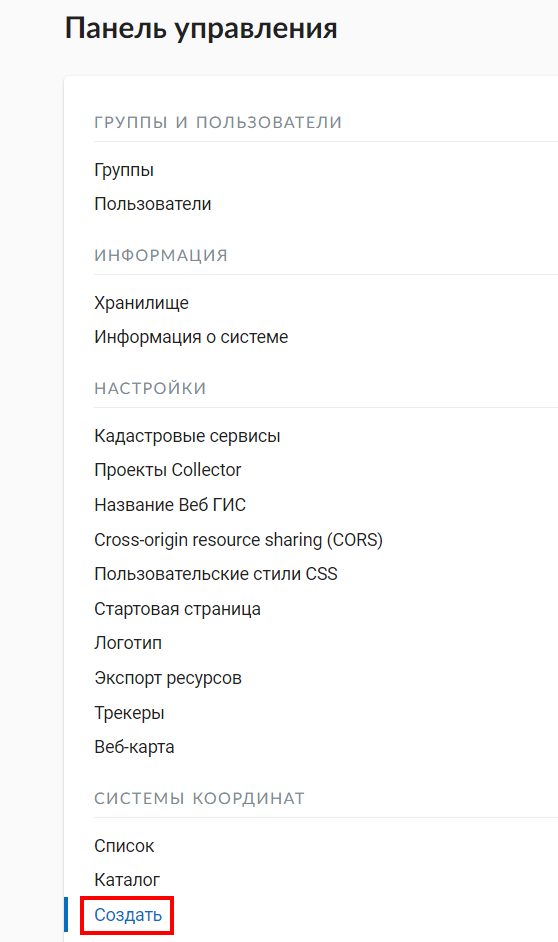 Панель управления
ГРУППЫ И ПОЛЬЗОВАТЕЛИ
Группы
Пользователи
ИНФОРМАЦИЯ
Хранилище
Информация о системе
НАСТРОЙКИ
Кадастровые сервисы
Проекты Collector
Название Веб ГИС
Cross-origin resource sharing (CORS)
Пользовательские стили CSS
Стартовая страница
Логотип
Экспорт ресурсов
Трекеры
Веб-карта
СИСТЕМЫ КООРДИНАТ
Список
Каталог
Создать